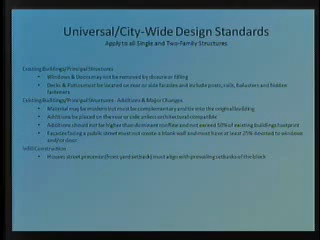 Universal/City-Wide Design Standards
Apply to all Single and Two-Family Structures
Existing Buildings/Principal Structures
• Windows & Doors may not be removed by closure or filling
• Decks & Patios must be located on rear or side facades and include posts, rails, balusters and hidden
fasteners
Existing Buildings/Principal Structures - Additions & Major Changes
• Material may be modern but must be complementary and tie into the original building
• Additions be placed on the rear or side unless architectural compatible
• Additions should not be higher than dominant roofline and not exceed 50% of existing buildings footprint
• Facades facing a public street must not create a blank wall and must have at least 25% devoted to windows
and/or door
Infill Construction
• Primary street presence (front yard setback) must align with prevailing setbacks of the block